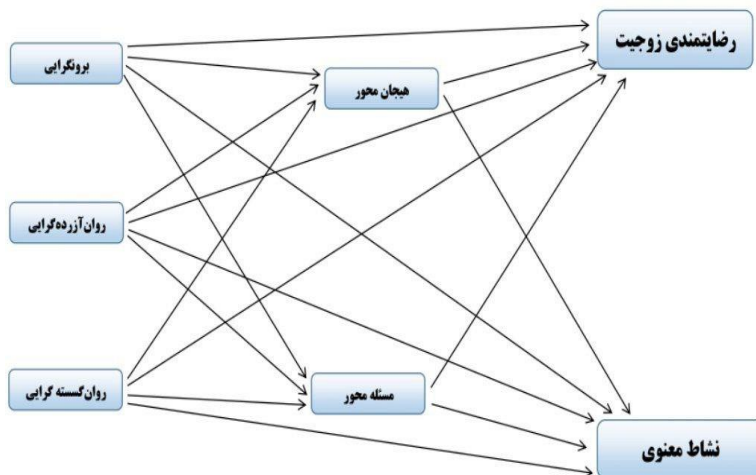 رضایتمندی زوجیت
برونگرایی
هیجان محور
روان‌آزرده‌گرایی
روان‌گسسته گرایی
مسئله محور
نشاط معنوی